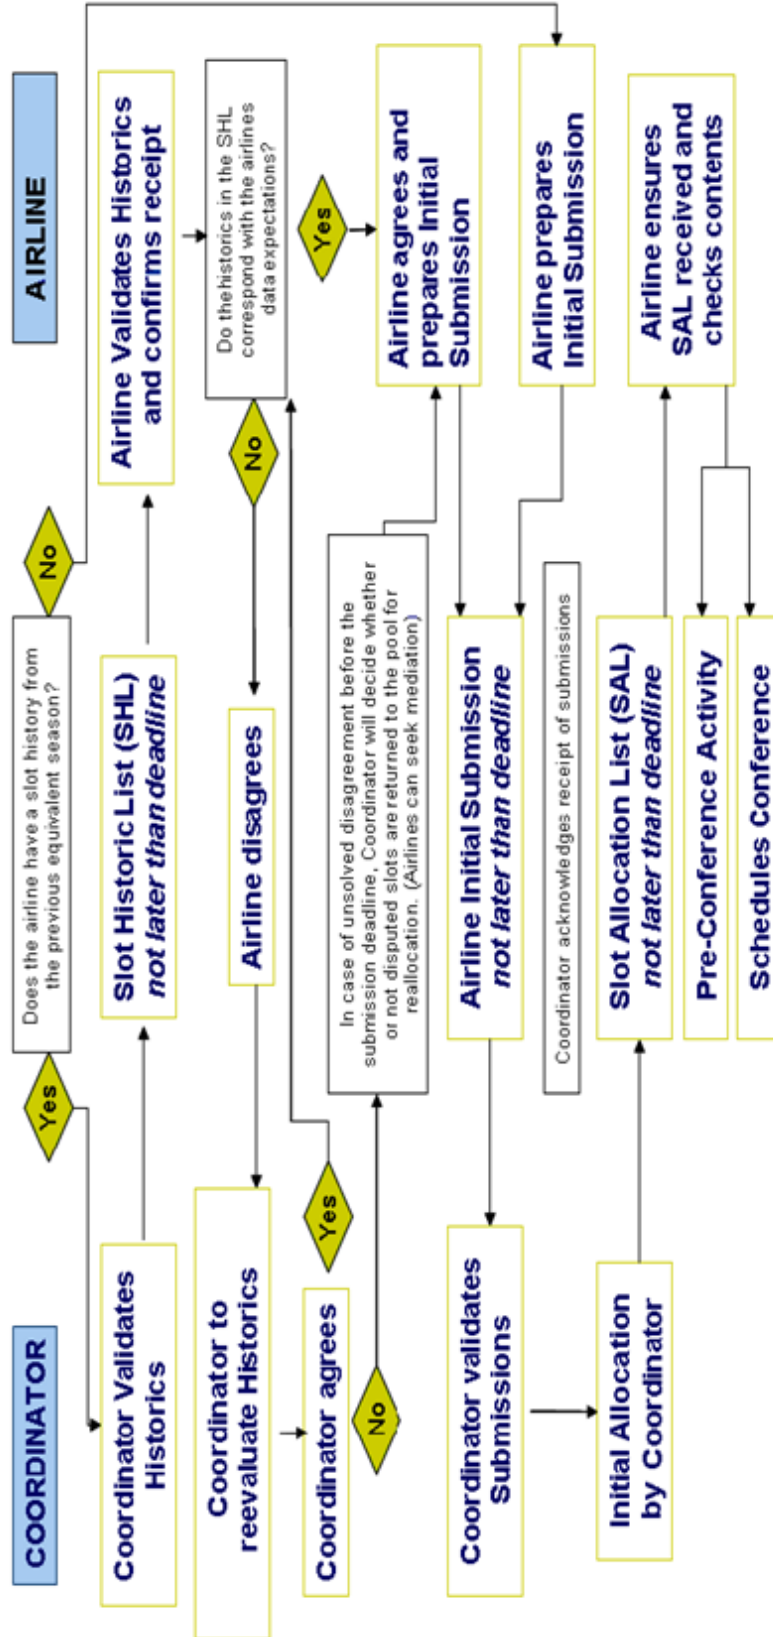 COORDINATOR
AIRLINE
Does the airline have a slot history from
the previous equivalent season?
Yes
No
Coordinator Validates
Historics
Slot Historic List (SHL)
not later than deadline
Airline Validates Historics
and confirms receipt
Do thehistorics in the SHL
correspond with the airlines
data expectations?
Coordinator to
reevaluate Historics
Airline disagrees
No
Yes
Coordinator agrees
Yes
No
In case of unsolved disagreement before the
submission deadline, Coordinator will decide whether
or not disputed slots are returned to the pool for
reallocation. (Airlines can seek mediation)
Airline agrees and
prepares Initial
Submission
Coordinator validates
Submissions
Airline Initial Submission
not later than deadline
Airline prepares
Initial Submission
Coordinator acknowledges receipt of submissions
Initial Allocation
by Coordinator
Slot Allocation List (SAL)
not later than deadline
Airline ensures
SAL received and
checks contents
Pre-Conference Activity
Schedules Conference